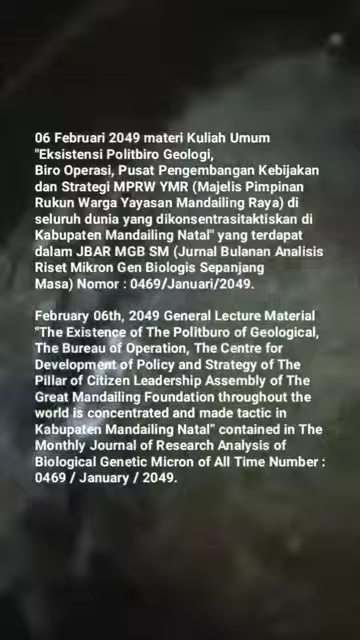 06 Februari 2049 materi Kuliah Umum
"Eksistensi Politbiro Geologi,
Biro Operasi, Pusat Pengembangan Kebijakan
dan Strategi MPRW YMR (Majelis Pimpinan
Rukun Warga Yayasan Mandailing Raya) di
seluruh dunia yang dikonsentrasitaktiskan di
Kabupaten Mandailing Natal" yang terdapat
dalam JBAR MGB SM (Jurnal Bulanan Analisis
Riset Mikron Gen Biologis Sepanjang
Masa) Nomor : 0469/Januari/2049.
February 06th, 2049 General Lecture Material
"The Existence of The Politburo of Geological,
The Bureau of Operation, The Centre for
Development of Policy and Strategy of The
Pillar of Citizen Leadership Assembly of The
Great Mandailing Foundation throughout the
world is concentrated and made tactic in
Kabupaten Mandailing Natal" contained in The
Monthly Journal of Research Analysis of
Biological Genetic Micron of All Time Number :
0469 / January / 2049.